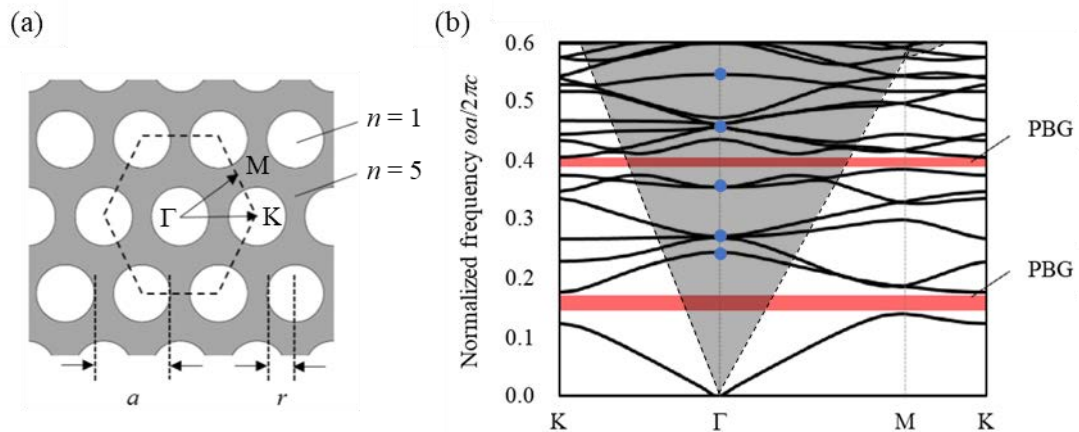 (a)
n = 1
n = 5
M
Γ
K
a
r
(b)
Normalized frequency ωa/2πc
0.6
0.5
0.4
0.3
0.2
0.1
0.0
K
Γ
M
K
PBG
PBG